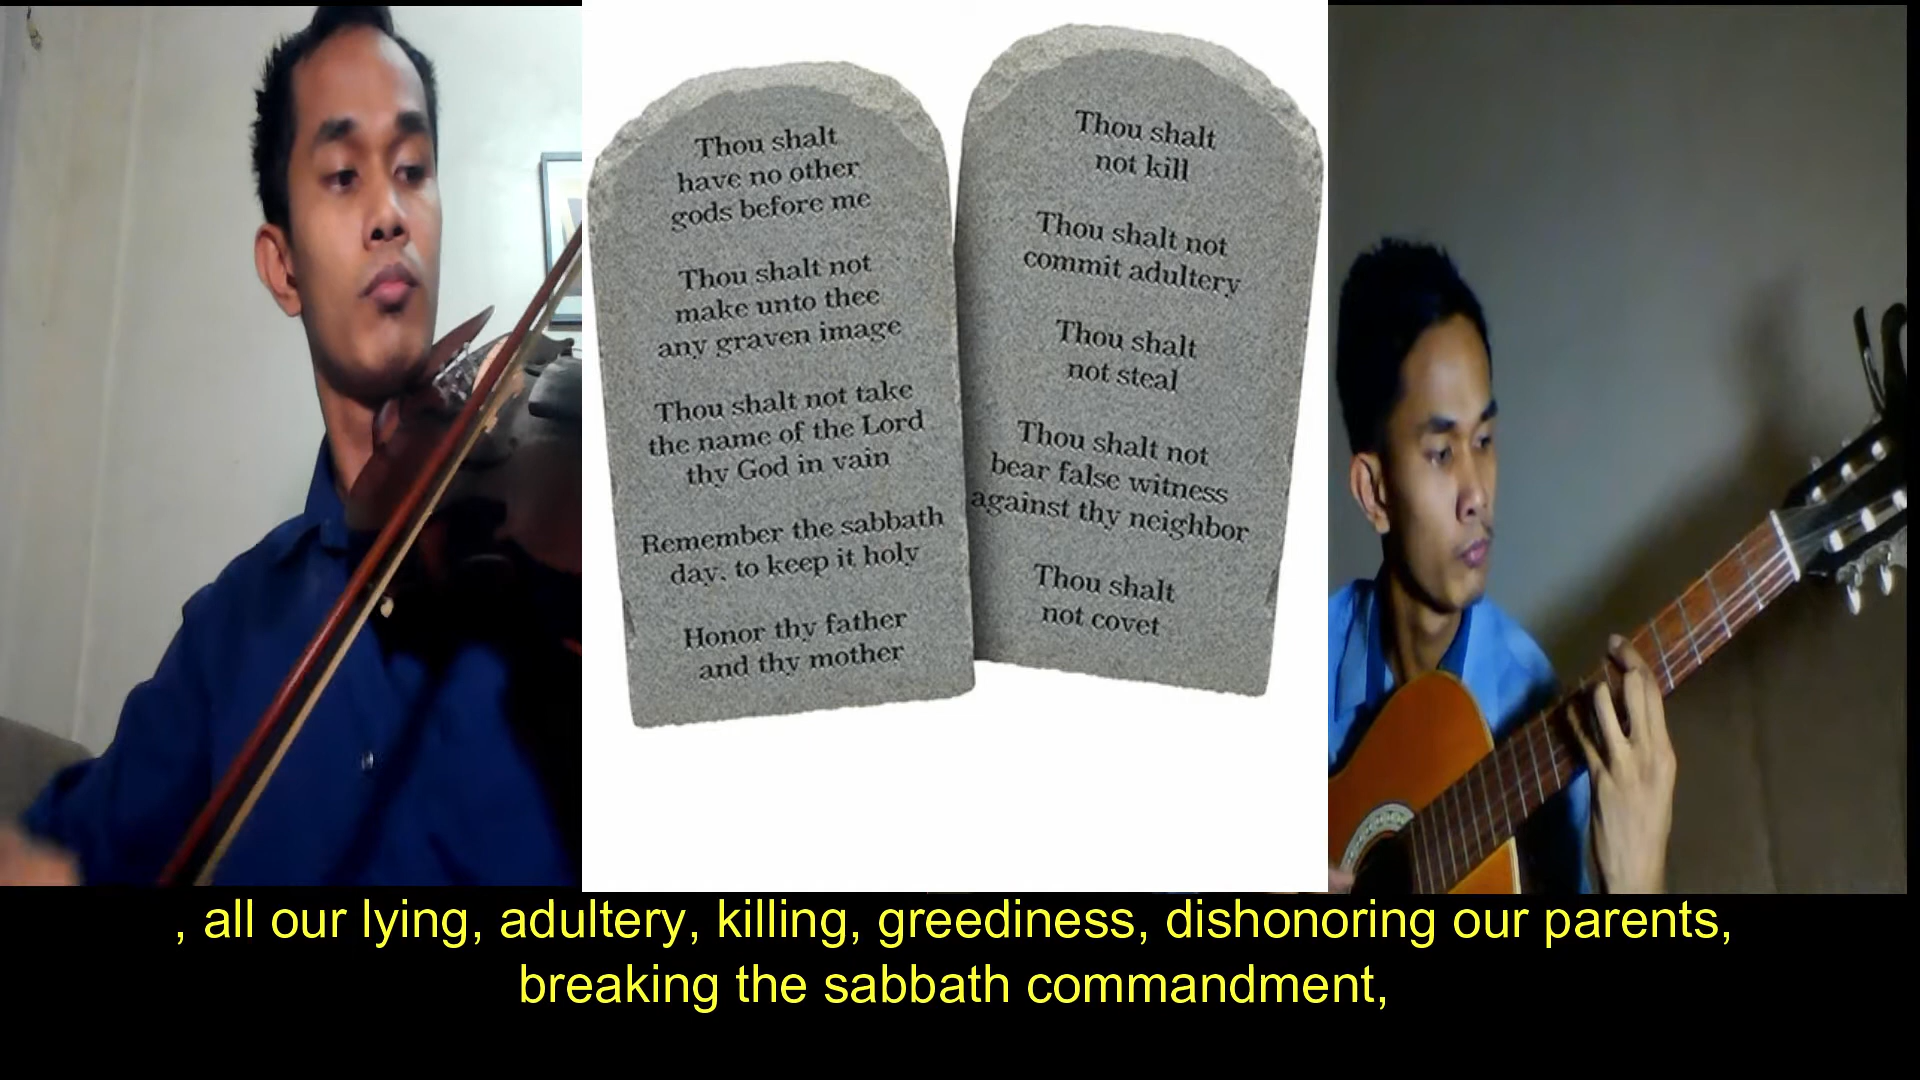 Thou shalt
have no other
gods before me
Thou shalt not
make unto thee
any graven image
Thou shalt not take
the name of the Lord
thy God in vain
Remember the sabbath
day, to keep it holy
Honor thy father
and thy mother
Thou shalt
not kill
Thou shalt not
commit adultery
Thou shalt
not steal
Thou shalt not
bear false witness
against thy neighbor
Thou shalt
not covet
, all our lying, adultery, killing, greediness, dishonoring our parents,
breaking the sabbath commandment,